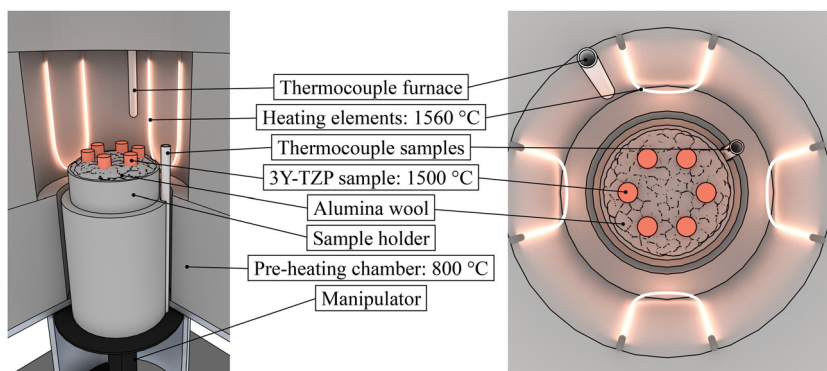 Thermocouple furnace
Heating elements: 1560 °C
Thermocouple samples
3Y-TZP sample: 1500 °C
Alumina wool
Sample holder
Pre-heating chamber: 800 °C
Manipulator